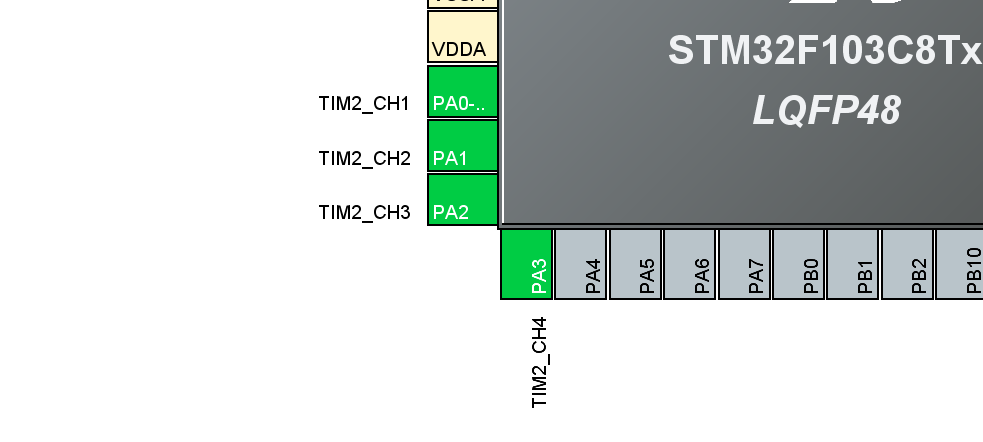 VDDA
STM32F103C8Tx
LQFP48
TIM2_CH1 PA0-..
TIM2_CH2 PA1
TIM2_CH3 PA2
PA3 PA4 PA5 PA6 PA7 PB0 PB1 PB2 PB10
TIM2_CH4